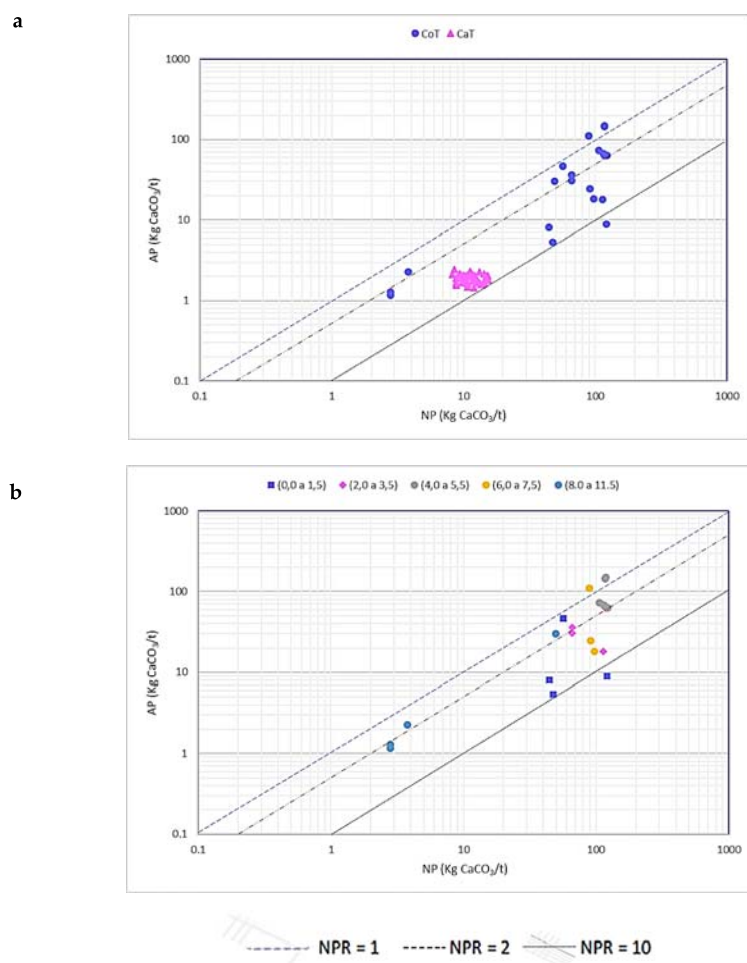 a
CoT CaT
1000
100
10
1
0.1
AP (Kg CaCO₃/t)
0.1 1 10 100 1000
NP (Kg CaCO₃/t)
b
(0,0 a 1,5) (2,0 a 3,5) (4,0 a 5,5) (6,0 a 7,5) (8.0 a 11.5)
1000
100
10
1
0.1
AP (Kg CaCO₃/t)
0.1 1 10 100 1000
NP (Kg CaCO₃/t)
NPR = 1 NPR = 2 NPR = 10